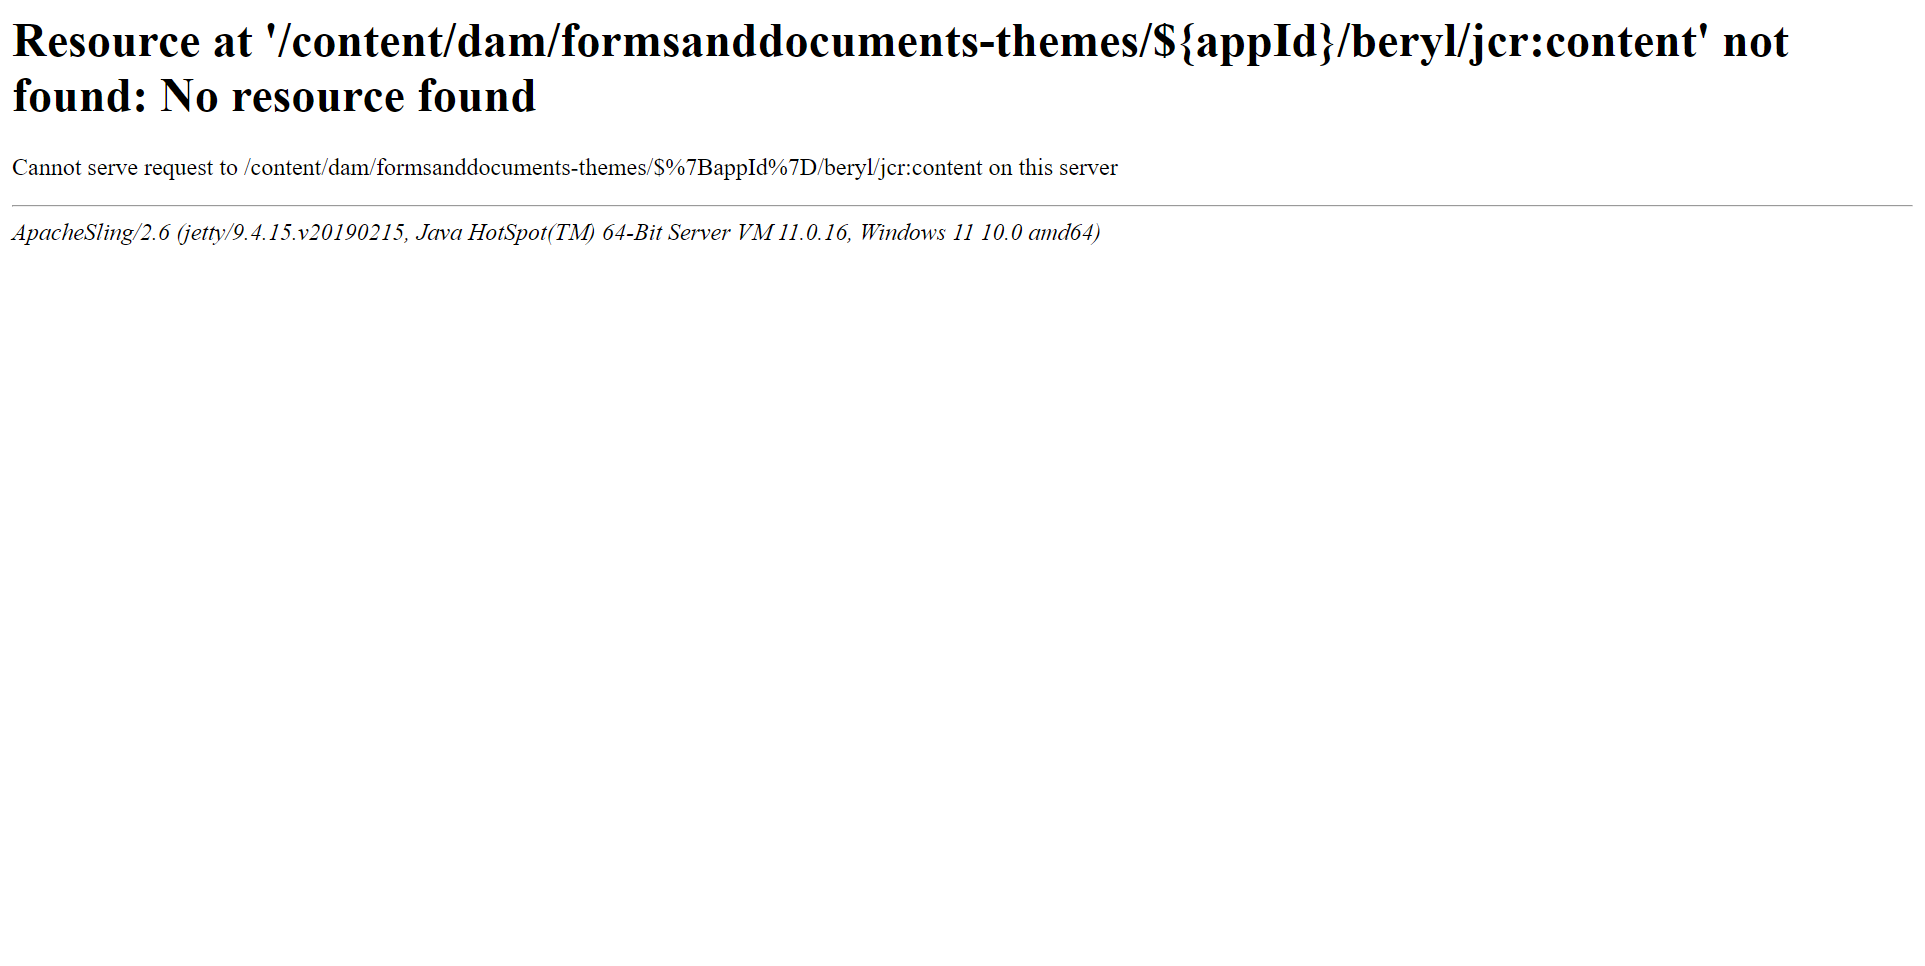 Resource at '/content/dam/formsanddocuments-themes/${appId}/beryl/jcr:content' not
found: No resource found
Cannot serve request to /content/dam/formsanddocuments-themes/$%7BappId%7D/beryl/jcr:content on this server
ApacheSling/2.6 (jetty/9.4.15.v20190215, Java HotSpot(TM) 64-Bit Server VM 11.0.16, Windows 11 10.0 amd64)